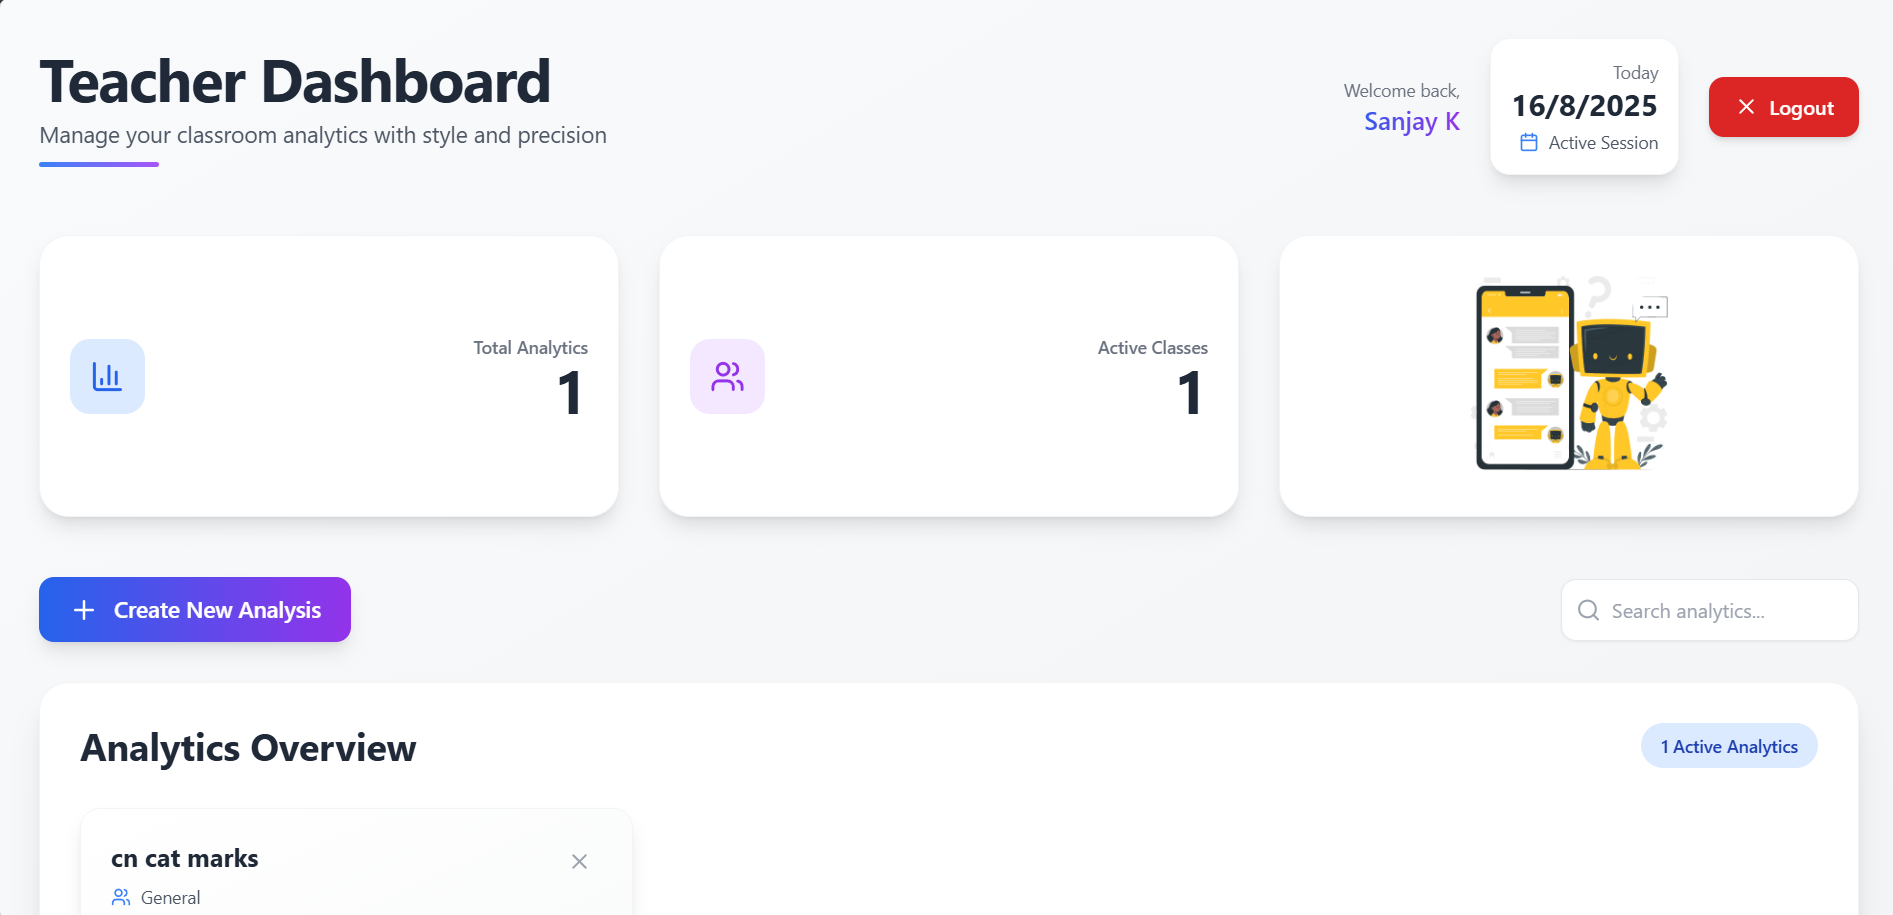 Teacher Dashboard
Manage your classroom analytics with style and precision
Welcome back,
Sanjay K
Today
16/8/2025
Active Session
Logout
Total Analytics
1
Active Classes
1
Create New Analysis
Search analytics...
Analytics Overview
1 Active Analytics
cn cat marks
General